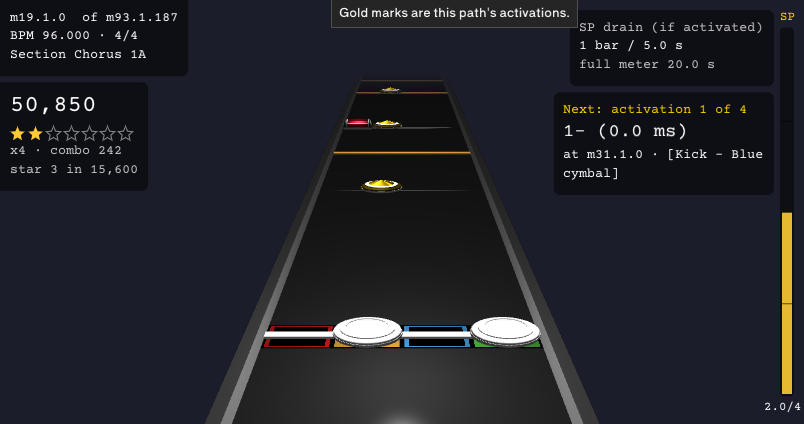 m19.1.0  of m93.1.187
BPM 96.000 · 4/4
Section Chorus 1A
Gold marks are this path's activations.
SP drain (if activated)
1 bar / 5.0 s
full meter 20.0 s
SP
50,850
x4 · combo 242
star 3 in 15,600
Next: activation 1 of 4
1- (0.0 ms)
at m31.1.0 · [Kick - Blue
cymbal]
2.0/4